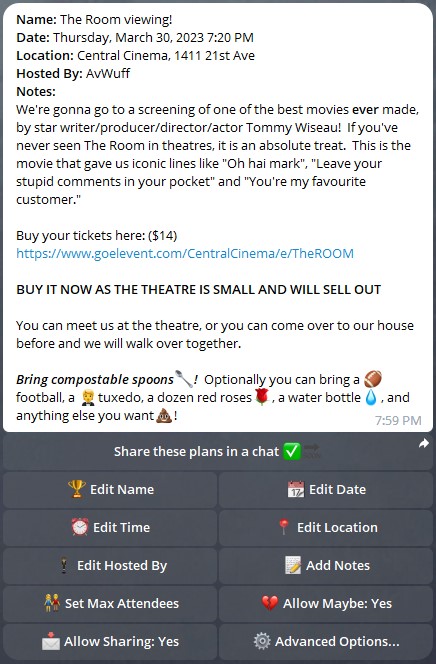 Name: The Room viewing!
Date: Thursday, March 30, 2023 7:20 PM
Location: Central Cinema, 1411 21st Ave
Hosted By: AvWuff
Notes:
We're gonna go to a screening of one of the best movies ever made,
by star writer/producer/director/actor Tommy Wiseau!  If you've
never seen The Room in theatres, it is an absolute treat.  This is the
movie that gave us iconic lines like "Oh hai mark", "Leave your
stupid comments in your pocket" and "You're my favourite
customer."
Buy your tickets here: ($14)
https://www.goelevent.com/CentralCinema/e/TheROOM
BUY IT NOW AS THE THEATRE IS SMALL AND WILL SELL OUT
You can meet us at the theatre, or you can come over to our house
before and we will walk over together.
Bring compostable spoons🥄!  Optionally you can bring a 🏈
football, a 🤵 tuxedo, a dozen red roses🌹, a water bottle💧, and
anything else you want💩!
7:59 PM
Share these plans in a chat ✅
🏆 Edit Name
📆 Edit Date
⏰ Edit Time
📍 Edit Location
🕴 Edit Hosted By
📝 Add Notes
👫 Set Max Attendees
💔 Allow Maybe: Yes
📩 Allow Sharing: Yes
⚙️ Advanced Options...